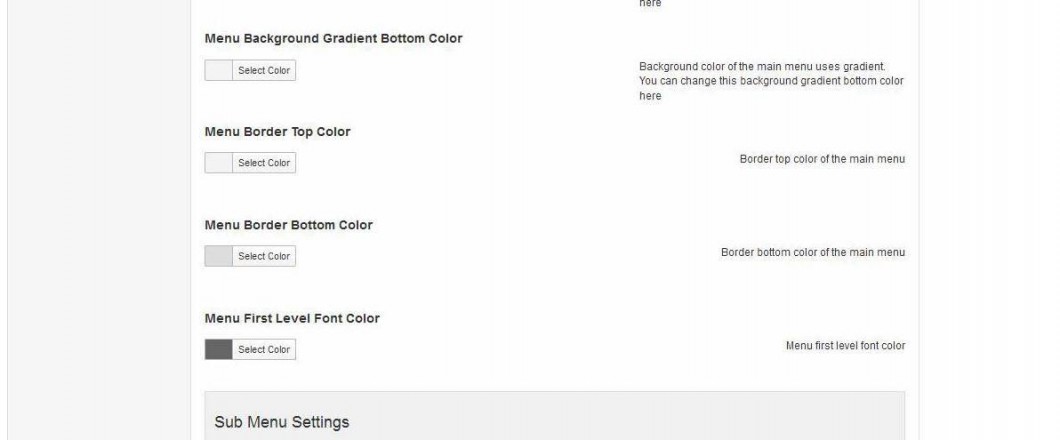 here
Menu Background Gradient Bottom Color
Select Color
Background color of the main menu uses gradient.
You can change this background gradient bottom color
here
Menu Border Top Color
Select Color
Border top color of the main menu
Menu Border Bottom Color
Select Color
Border bottom color of the main menu
Menu First Level Font Color
Select Color
Menu first level font color
Sub Menu Settings